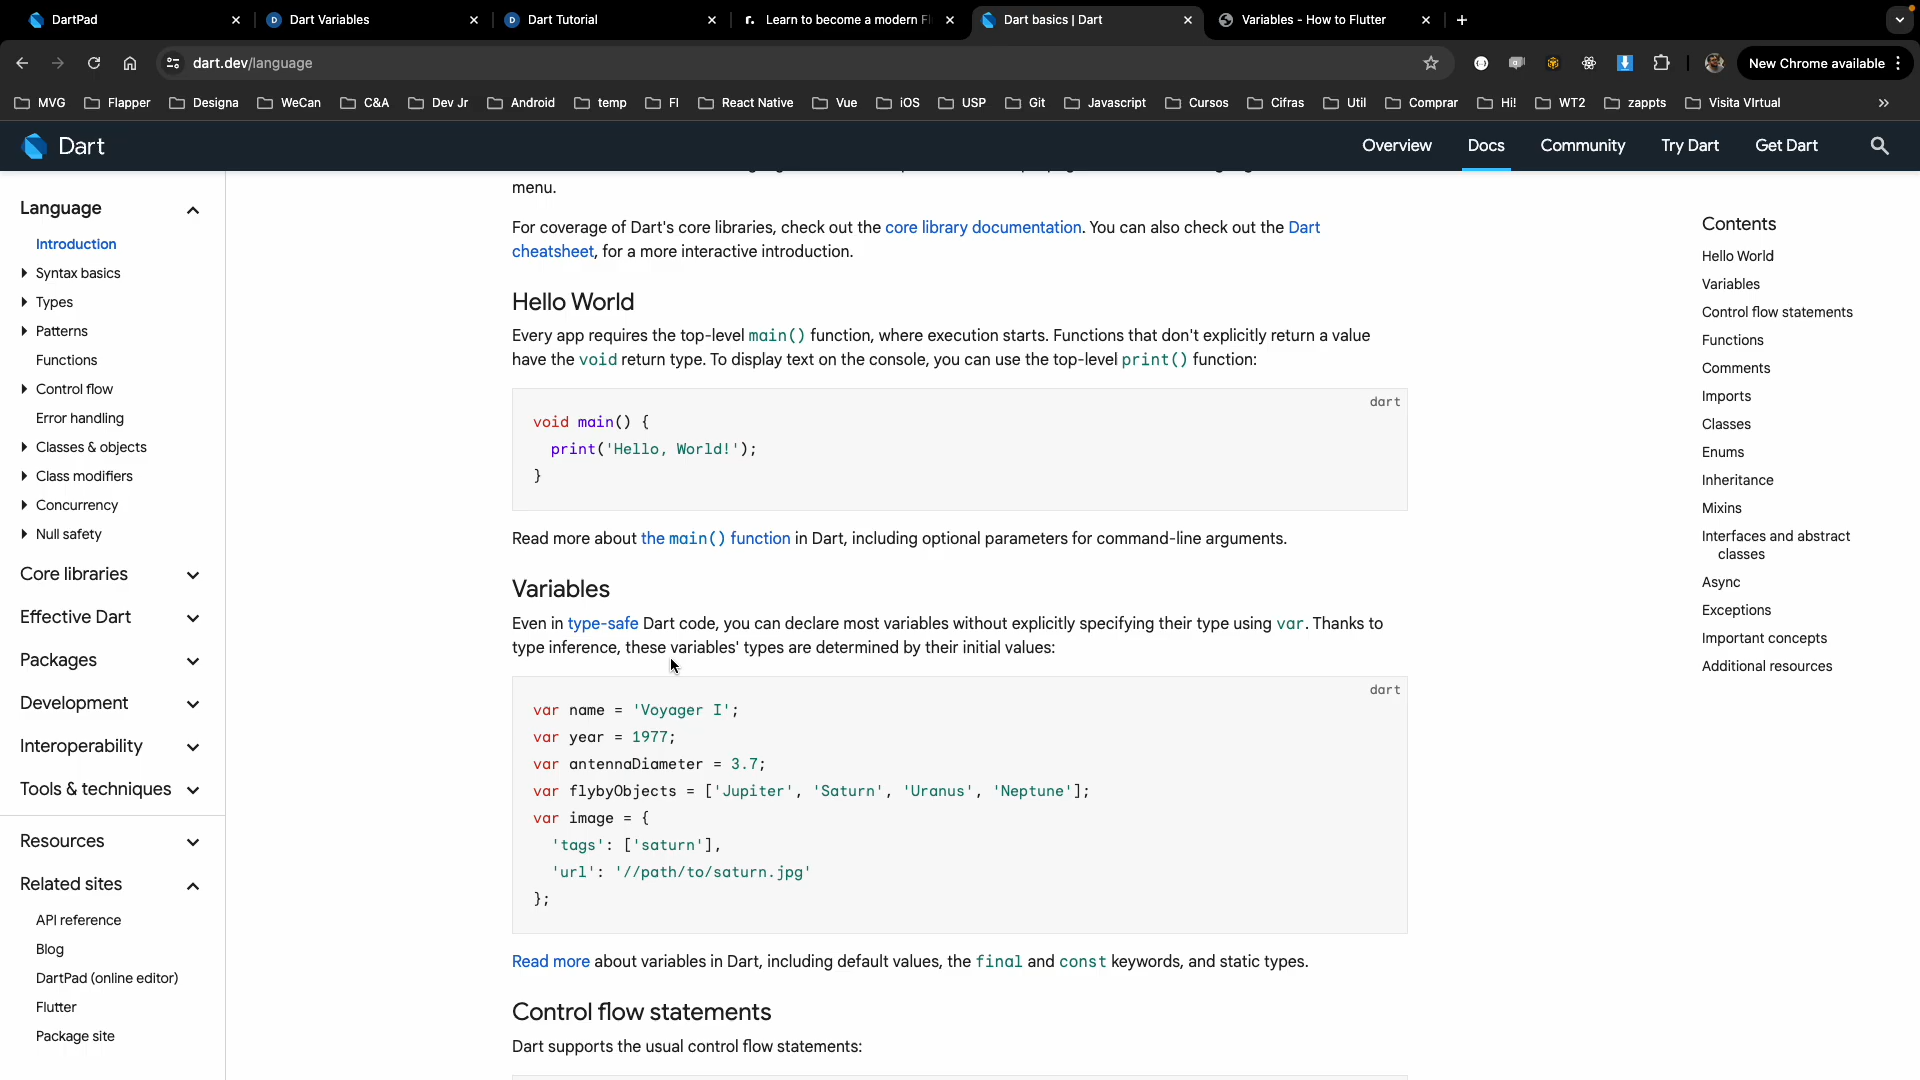 DartPad
Dart Variables
Dart Tutorial
Learn to become a modern Fl
Dart basics | Dart
Variables - How to Flutter
dart.dev/language
New Chrome available
MVG
Flapper
Designa
WeCan
C&A
Dev Jr
Android
temp
FI
React Native
Vue
iOS
USP
Git
Javascript
Cursos
Cifras
Util
Comprar
Hi!
WT2
zappts
Visita VIrtual
Dart
Overview
Docs
Community
Try Dart
Get Dart
Language
Introduction
Syntax basics
Types
Patterns
Functions
Control flow
Error handling
Classes & objects
Class modifiers
Concurrency
Null safety
Core libraries
Effective Dart
Packages
Development
Interoperability
Tools & techniques
Resources
Related sites
API reference
Blog
DartPad (online editor)
Flutter
Package site
menu.
For coverage of Dart's core libraries, check out the core library documentation. You can also check out the Dart
cheatsheet, for a more interactive introduction.
Hello World
Every app requires the top-level main() function, where execution starts. Functions that don't explicitly return a value
have the void return type. To display text on the console, you can use the top-level print() function:
dart
void main() {
  print('Hello, World!');
}
Read more about the main() function in Dart, including optional parameters for command-line arguments.
Variables
Even in type-safe Dart code, you can declare most variables without explicitly specifying their type using var. Thanks to
type inference, these variables' types are determined by their initial values:
dart
var name = 'Voyager I';
var year = 1977;
var antennaDiameter = 3.7;
var flybyObjects = ['Jupiter', 'Saturn', 'Uranus', 'Neptune'];
var image = {
  'tags': ['saturn'],
  'url': '//path/to/saturn.jpg'
};
Read more about variables in Dart, including default values, the final and const keywords, and static types.
Control flow statements
Dart supports the usual control flow statements:
Contents
Hello World
Variables
Control flow statements
Functions
Comments
Imports
Classes
Enums
Inheritance
Mixins
Interfaces and abstract
classes
Async
Exceptions
Important concepts
Additional resources